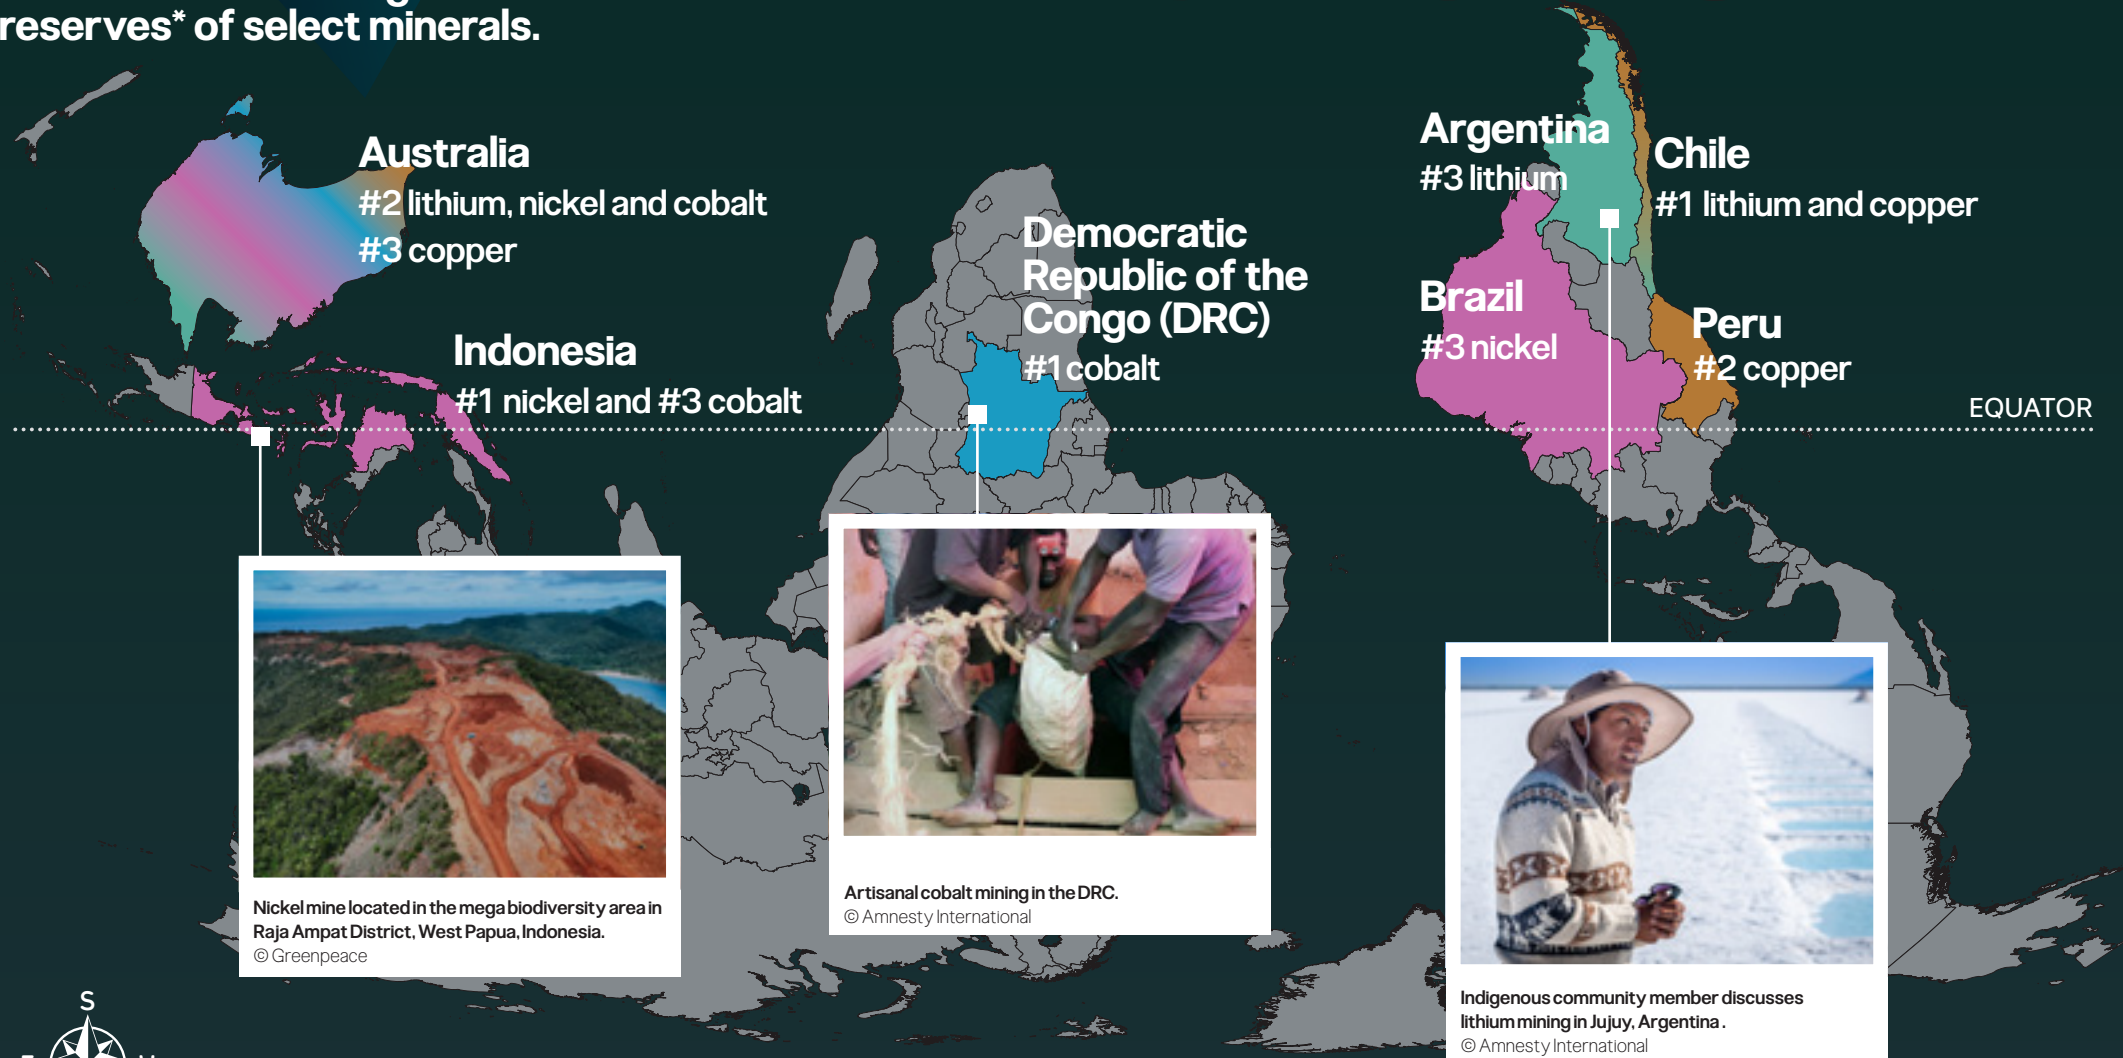 reserves* of select minerals.
Australia
#2 lithium, nickel and cobalt
#3 copper
Indonesia
#1 nickel and #3 cobalt
Democratic
Republic of the
Congo (DRC)
#1 cobalt
Argentina
#3 lithium
Chile
#1 lithium and copper
Brazil
#3 nickel
Peru
#2 copper
EQUATOR
Nickel mine located in the mega biodiversity area in
Raja Ampat District, West Papua, Indonesia.
© Greenpeace
Artisanal cobalt mining in the DRC.
© Amnesty International
Indigenous community member discusses
lithium mining in Jujuy, Argentina .
© Amnesty International
S